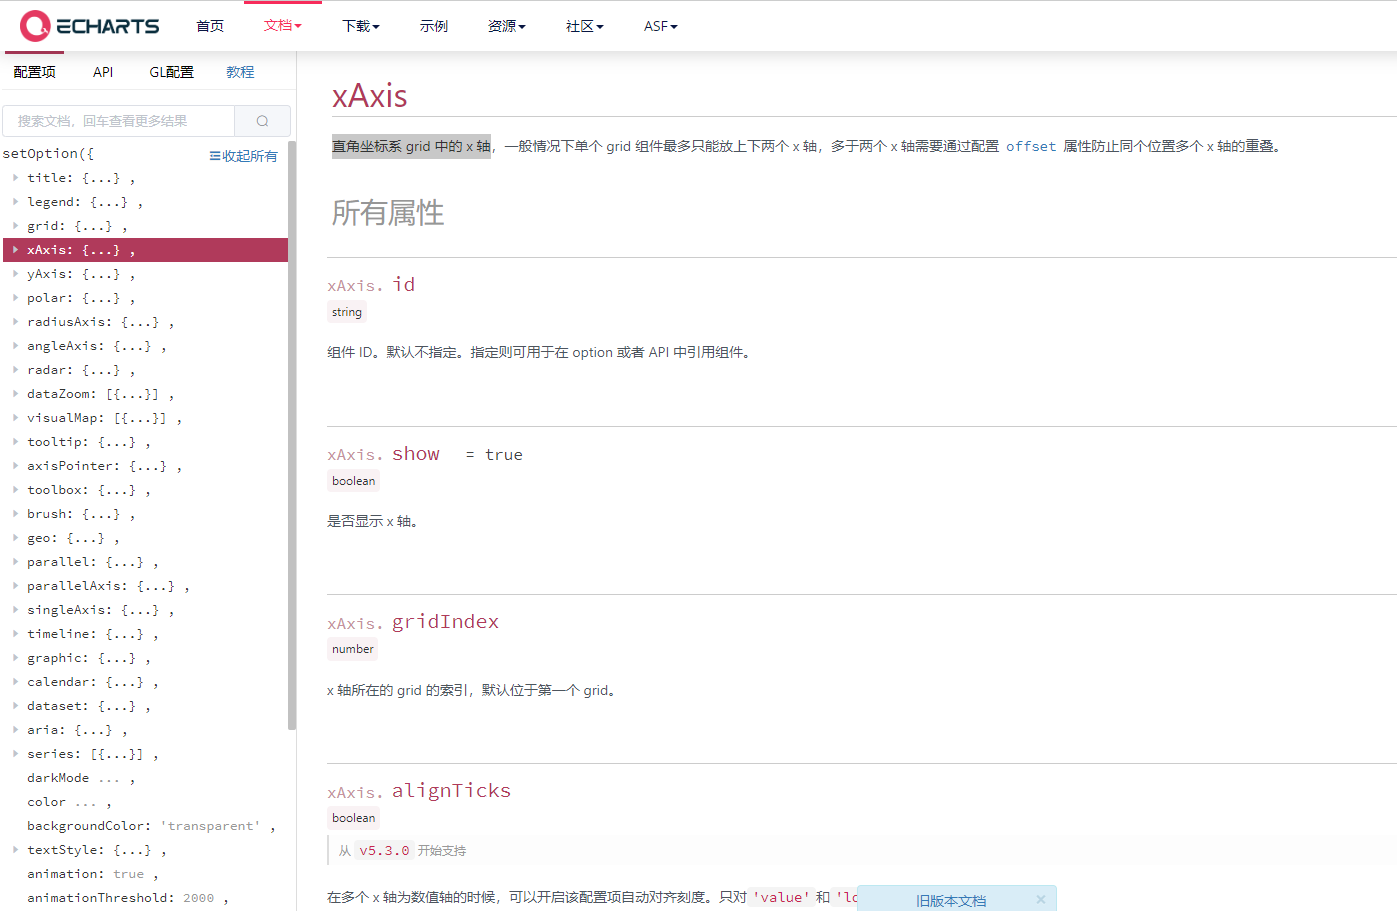 ECHARTS 首页 文档 下载 示例 资源 社区 ASF
配置项 API GL配置 教程
搜索文档，回车查看更多结果
setOption({ 收起所有
title: {...} ,
legend: {...} ,
grid: {...} ,
xAxis: {...} ,
yAxis: {...} ,
polar: {...} ,
radiusAxis: {...} ,
angleAxis: {...} ,
radar: {...} ,
dataZoom: [{...}] ,
visualMap: [{...}] ,
tooltip: {...} ,
axisPointer: {...} ,
toolbox: {...} ,
brush: {...} ,
geo: {...} ,
parallel: {...} ,
parallelAxis: {...} ,
singleAxis: {...} ,
timeline: {...} ,
graphic: {...} ,
calendar: {...} ,
dataset: {...} ,
aria: {...} ,
series: [{...}] ,
darkMode ... ,
color ... ,
backgroundColor: 'transparent' ,
textStyle: {...} ,
animation: true ,
animationThreshold: 2000 ,
xAxis
直角坐标系 grid 中的 x 轴，一般情况下单个 grid 组件最多只能放上下两个 x 轴，多于两个 x 轴需要通过配置 offset 属性防止同个位置多个 x 轴的重叠。
所有属性
xAxis. id
string
组件 ID。默认不指定。指定则可用于在 option 或者 API 中引用组件。
xAxis. show = true
boolean
是否显示 x 轴。
xAxis. gridIndex
number
x 轴所在的 grid 的索引，默认位于第一个 grid。
xAxis. alignTicks
boolean
从 v5.3.0 开始支持
在多个 x 轴为数值轴的时候，可以开启该配置项自动对齐刻度。只对 'value' 和
旧版本文档 ×